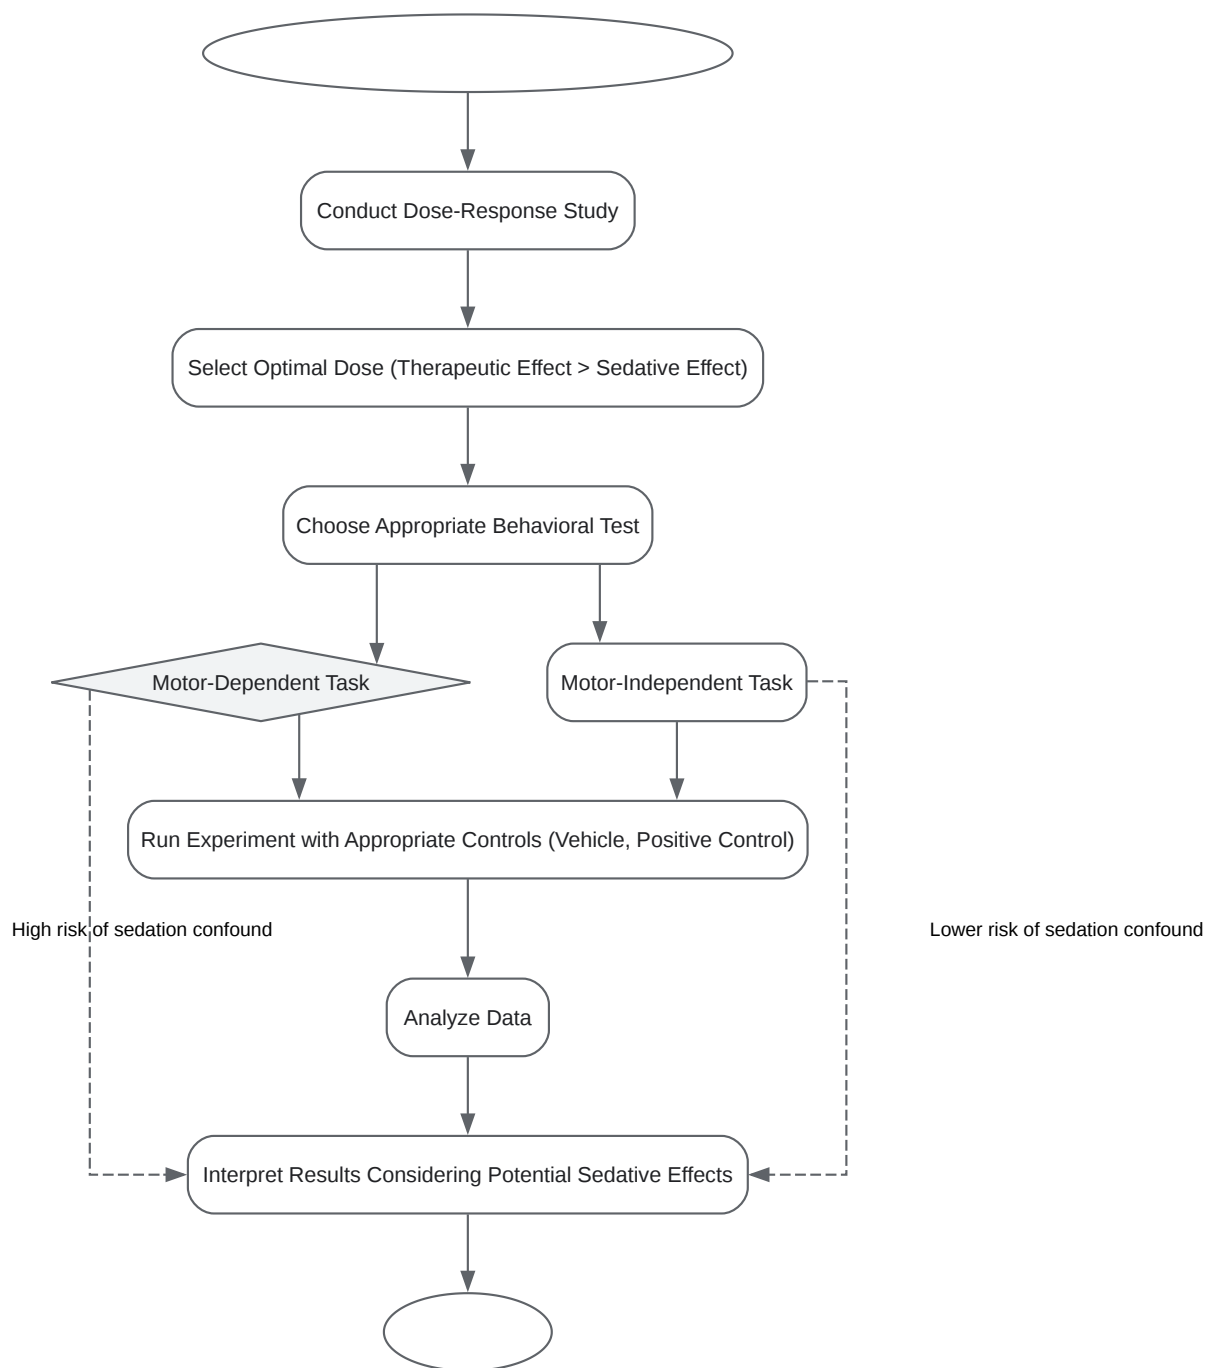 Conduct Dose-Response Study
Select Optimal Dose (Therapeutic Effect > Sedative Effect)
Choose Appropriate Behavioral Test
Motor-Dependent Task
Motor-Independent Task
Run Experiment with Appropriate Controls (Vehicle, Positive Control)
High risk of sedation confound
Lower risk of sedation confound
Analyze Data
Interpret Results Considering Potential Sedative Effects